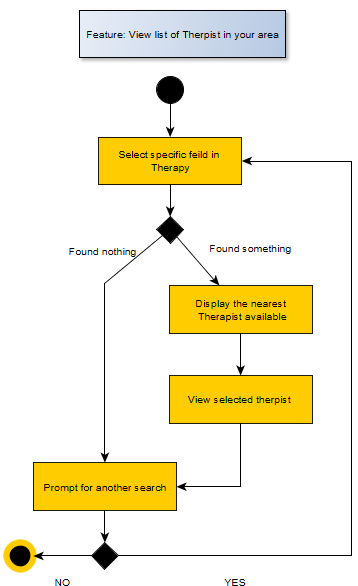 Feature: View list of Therpist in your area
Select specific feild in
Therapy
Found nothing
Found something
Display the nearest
Therapist available
View selected therpist
Prompt for another search
NO
YES